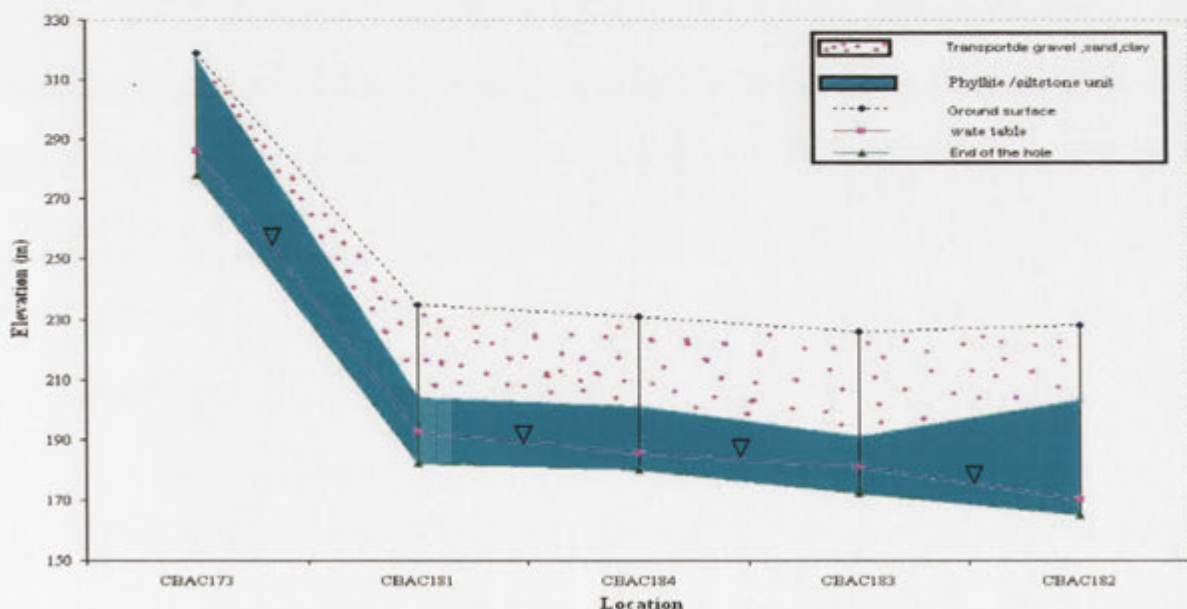 330
310
290
270
250
230
210
190
170
150
Elevation (m)
Transportde gravel ,sand,clay
Phyllite /siltstone unit
Ground surface
wate table
End of the hole
CBAC173
CBAC181
CBAC184
CBAC183
CBAC182
Location